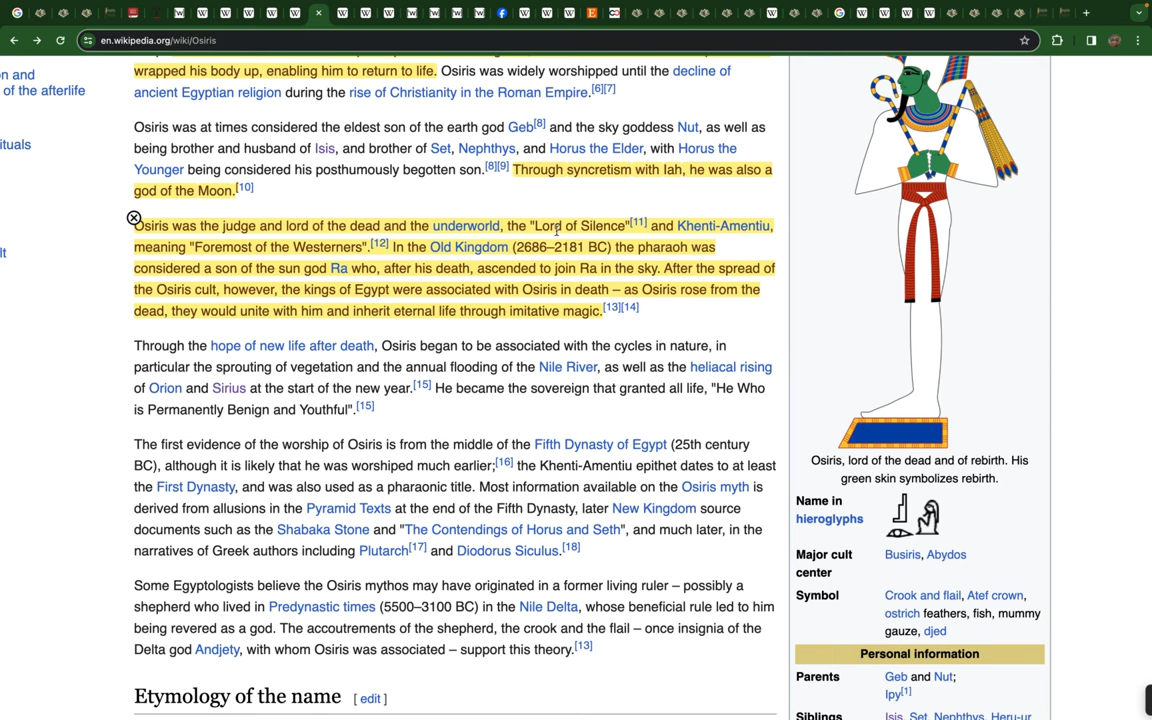 en.wikipedia.org/wiki/Osiris
on and
of the afterlife
ituals
t
wrapped his body up, enabling him to return to life. Osiris was widely worshipped until the decline of
ancient Egyptian religion during the rise of Christianity in the Roman Empire.[6][7]
Osiris was at times considered the eldest son of the earth god Geb[8] and the sky goddess Nut, as well as
being brother and husband of Isis, and brother of Set, Nephthys, and Horus the Elder, with Horus the
Younger being considered his posthumously begotten son.[8][9] Through syncretism with Iah, he was also a
god of the Moon.[10]
Osiris was the judge and lord of the dead and the underworld, the "Lord of Silence"[11] and Khenti-Amentiu,
meaning "Foremost of the Westerners".[12] In the Old Kingdom (2686–2181 BC) the pharaoh was
considered a son of the sun god Ra who, after his death, ascended to join Ra in the sky. After the spread of
the Osiris cult, however, the kings of Egypt were associated with Osiris in death – as Osiris rose from the
dead, they would unite with him and inherit eternal life through imitative magic.[13][14]
Through the hope of new life after death, Osiris began to be associated with the cycles in nature, in
particular the sprouting of vegetation and the annual flooding of the Nile River, as well as the heliacal rising
of Orion and Sirius at the start of the new year.[15] He became the sovereign that granted all life, "He Who
is Permanently Benign and Youthful".[15]
The first evidence of the worship of Osiris is from the middle of the Fifth Dynasty of Egypt (25th century
BC), although it is likely that he was worshiped much earlier;[16] the Khenti-Amentiu epithet dates to at least
the First Dynasty, and was also used as a pharaonic title. Most information available on the Osiris myth is
derived from allusions in the Pyramid Texts at the end of the Fifth Dynasty, later New Kingdom source
documents such as the Shabaka Stone and "The Contendings of Horus and Seth", and much later, in the
narratives of Greek authors including Plutarch[17] and Diodorus Siculus.[18]
Some Egyptologists believe the Osiris mythos may have originated in a former living ruler – possibly a
shepherd who lived in Predynastic times (5500–3100 BC) in the Nile Delta, whose beneficial rule led to him
being revered as a god. The accoutrements of the shepherd, the crook and the flail – once insignia of the
Delta god Andjety, with whom Osiris was associated – support this theory.[13]
Etymology of the name [ edit ]
Osiris, lord of the dead and of rebirth. His
green skin symbolizes rebirth.
Name in
hieroglyphs
Major cult Busiris, Abydos
center
Symbol Crook and flail, Atef crown,
ostrich feathers, fish, mummy
gauze, djed
Personal information
Parents Geb and Nut;
Ipy[1]
Siblings Isis, Set, Nephthys, Heru-ur